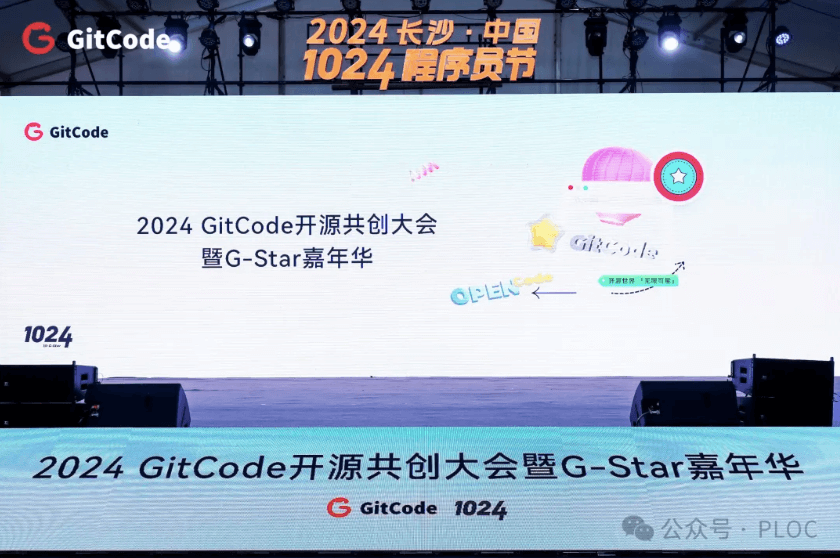 GitCode
2024 长沙·中国
1024 程序员节
GitCode
2024 GitCode开源共创大会
暨G-Star嘉年华
GitCode
OPEN
Code
1024
2024 GitCode开源共创大会暨G-Star嘉年华
GitCode 1024
公众号 · PLOC